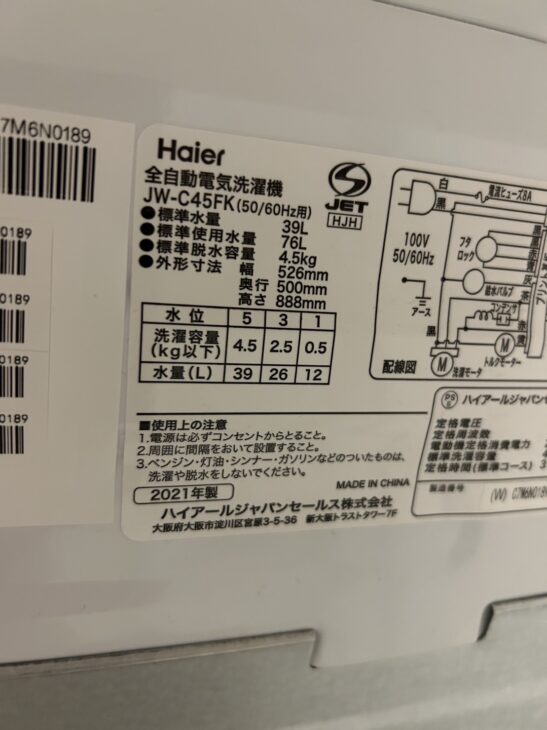 7M6N0189
0189
0189
0189
0189
Haier
全自動電気洗濯機
JW-C45FK(50/60Hz用)
●標準水量 39L
●標準使用水量 76L
●標準脱水容量 4.5kg
●外形寸法 幅 526mm
奥行 500mm
高さ 888mm
JET
HJH
水位 5 3 1
洗濯容量(kg以下) 4.5 2.5 0.5
水量(L) 39 26 12
■使用上の注意
1.電源は必ずコンセントからとること。
2.周囲に間隔をおいて設置すること。
3.ベンジン・灯油・シンナー・ガソリンなどのついたものは、
洗濯や脱水をしないでください。
2021年製
MADE IN CHINA
ハイアールジャパンセールス株式会社
大阪府大阪市淀川区宮原3-5-36 新大阪トラストタワー7F
白
電流ヒューズ8A
黒
100V
50/60Hz
フタ
ロック
給水バルブ
アース
コンデンサ
黒
黒
赤
青
灰
茶
赤
黄
M
洗濯モータ
M
トルクモーター
配線図
PS
E
ハイアールジャパンセ
定格電圧
定格周波数
電動機定格消費電力
標準洗濯容量
定格時間(標準コース) 3
製造番号
(VV) C7M6N018